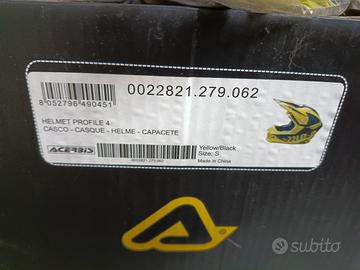 0022821.279.062
8 052796 490451
HELMET PROFILE 4
CASCO - CASQUE - HELME - CAPACETE
ACERBIS
0022821.279.062
Yellow/Black
Size: S
Made in China
subito